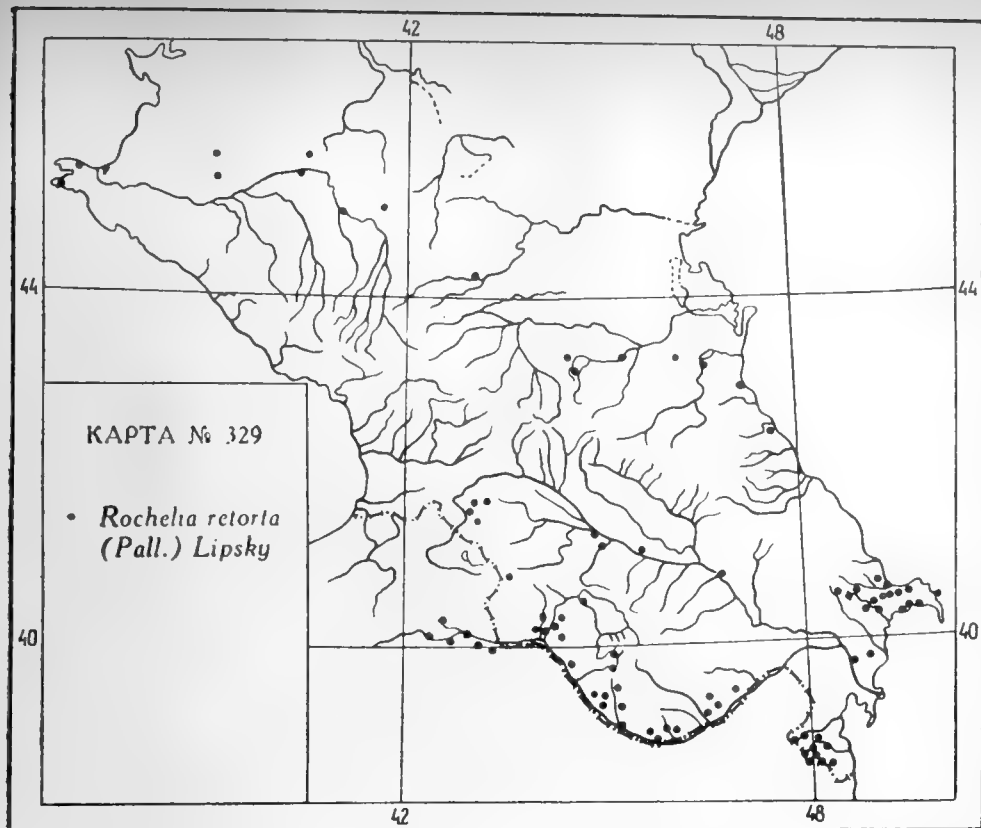 42 48
44 44
КАРТА № 329
• Rochelia retorta
(Pall.) Lipsky
40 40
42 48